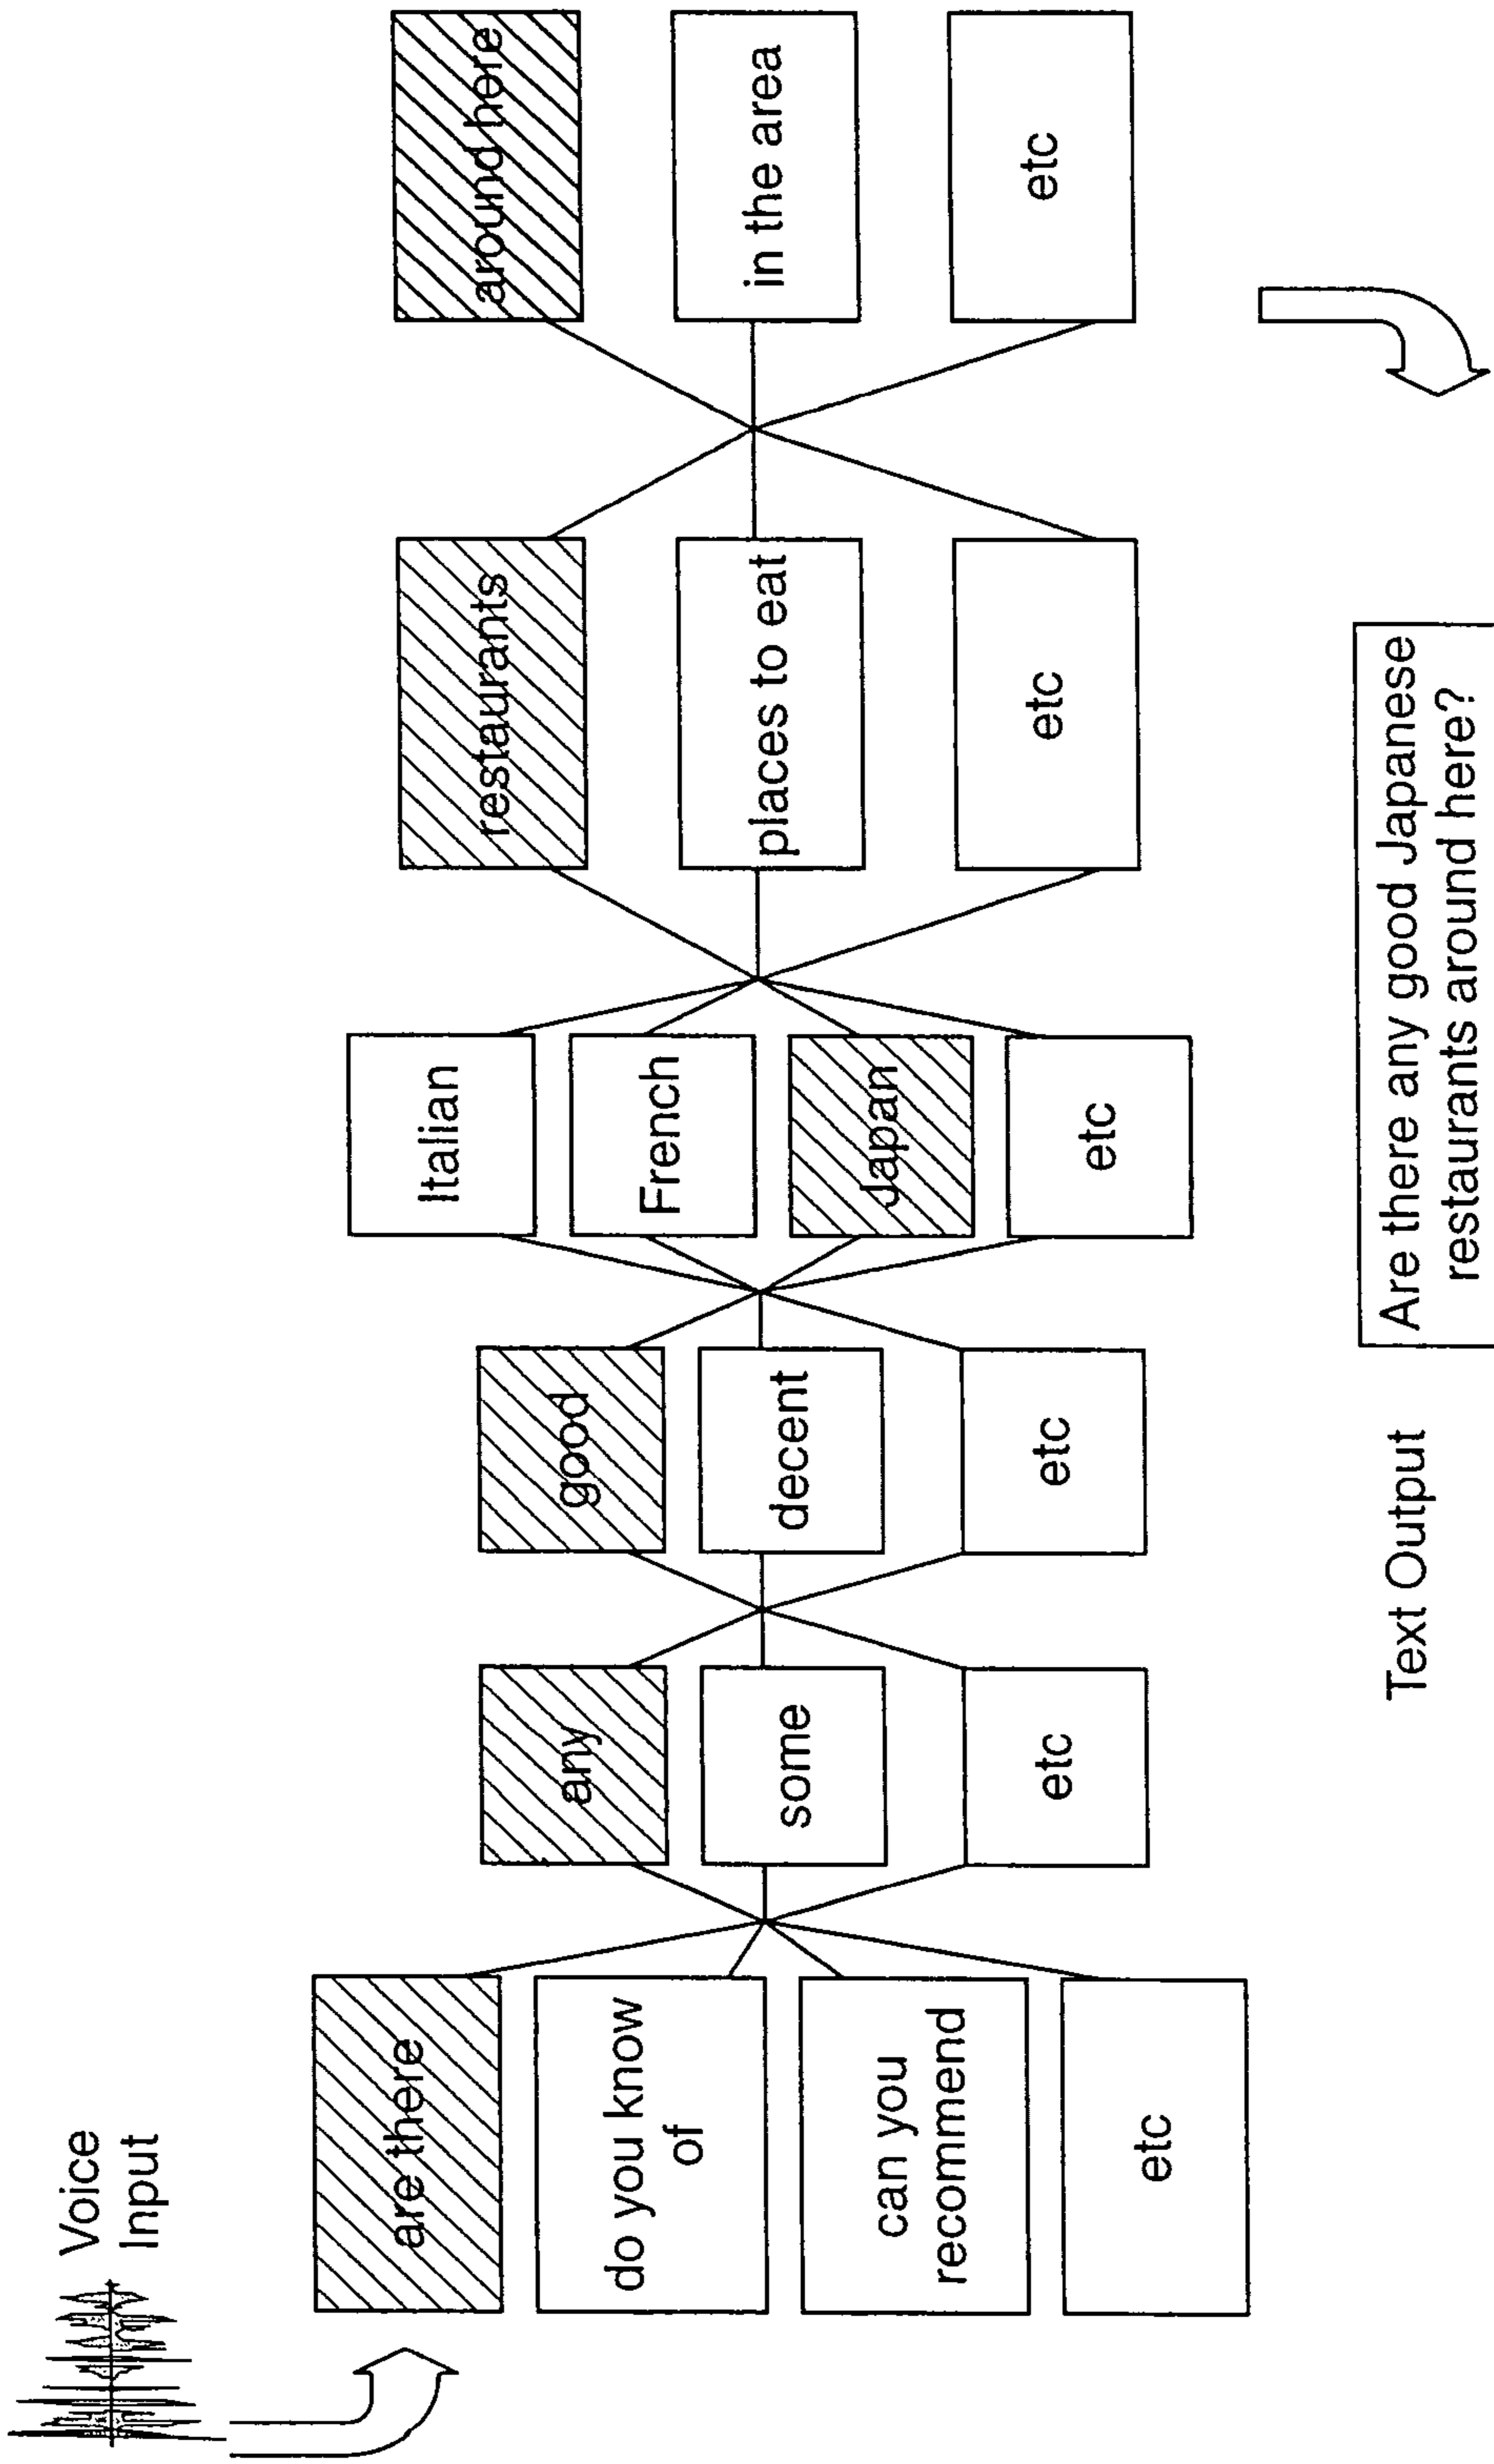 Voice
Input
are there
do you know
of
can you
recommend
etc
any
some
etc
good
decent
etc
Italian
French
Japan
etc
restaurants
places to eat
etc
around here
in the area
etc
Text Output
Are there any good Japanese
restaurants around here?